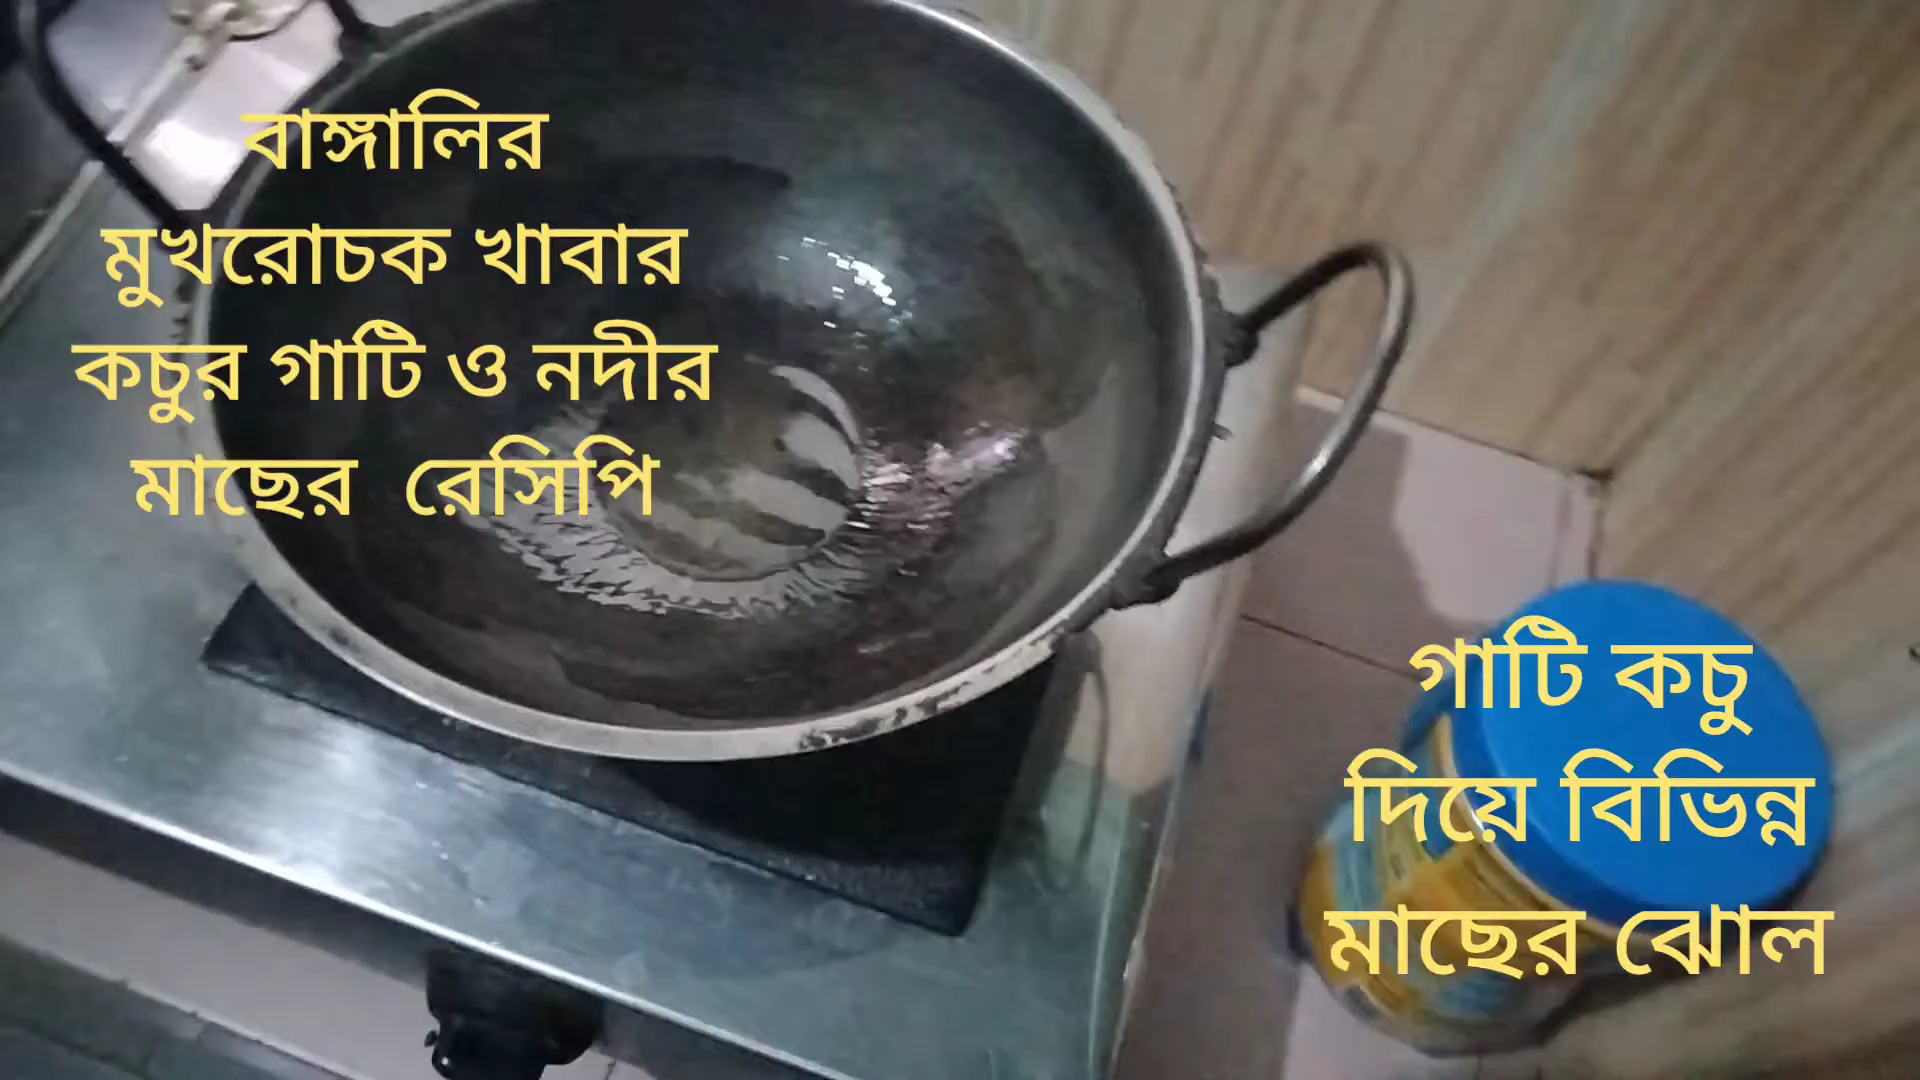 বাঙ্গালির
মুখরোচক খাবার
কচুর গাটি ও নদীর
মাছের রেসিপি
গাটি কচু
দিয়ে বিভিন্ন
মাছের ঝোল